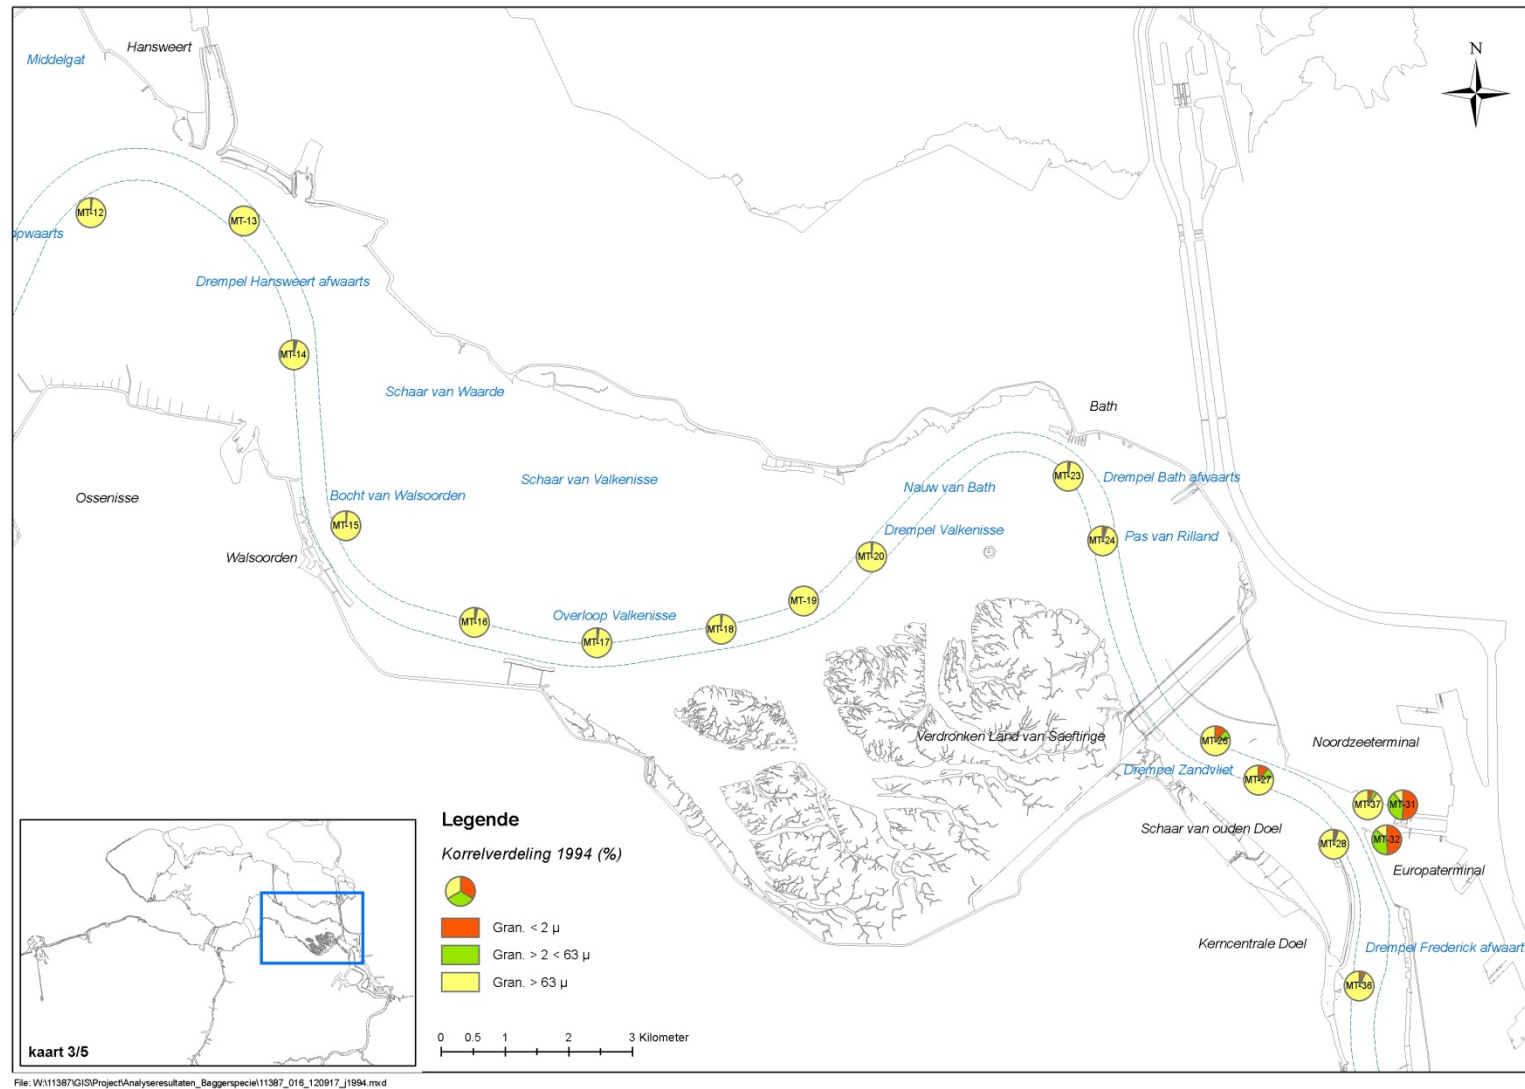 Hansweert
Middelgat
N
MT-12
MT-13
opwaarts
Drempel Hansweert afwaarts
MT-14
Schaar van Waarde
Bath
Schaar van Valkenisse
Nauw van Bath
MT-23
Drempel Bath afwaarts
Ossenisse
Bocht van Walsoorden
MT-15
Drempel Valkenisse
MT-24
Pas van Rilland
Walsoorden
MT-20
MT-19
Overloop Valkenisse
MT-16
MT-17
MT-18
Verdronken Land van Saeftinge
MT-26
Noordzeeterminal
Drempel Zandvliet
MT-27
MT-37
MT-31
Schaar van ouden Doel
MT-28
MT-32
Europaterminal
Kerncentrale Doel
Drempel Frederick afwaart
MT-36
Legende
Korrelverdeling 1994 (%)
Gran. < 2 µ
Gran. > 2 < 63 µ
Gran. > 63 µ
0 0.5 1 2 3 Kilometer
kaart 3/5
File: W:\11387\GIS\Project\Analyseresultaten_Baggerspecie\11387_016_120917_j1994.mxd